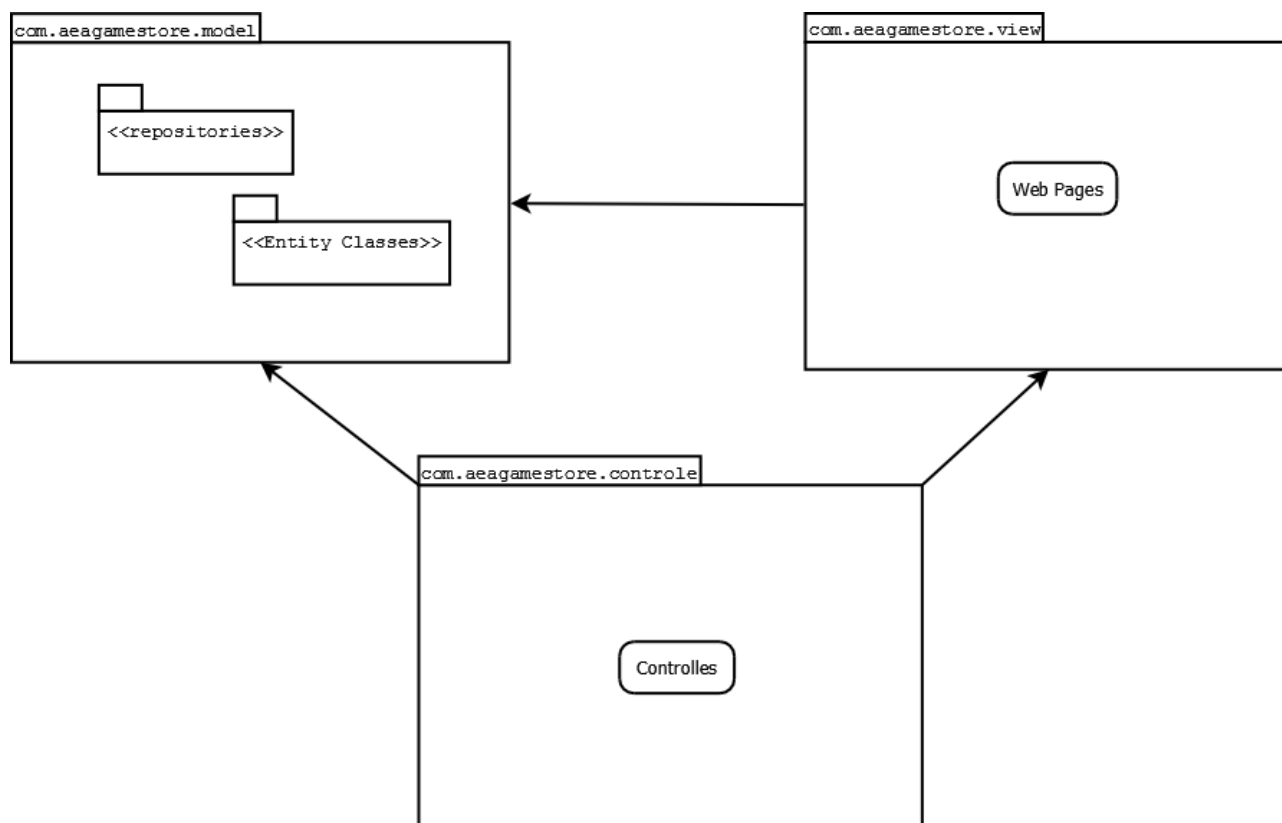 com.aeagamestore.model
<<repositories>>
<<Entity Classes>>
com.aeagamestore.view
Web Pages
com.aeagamestore.controle
Controlles